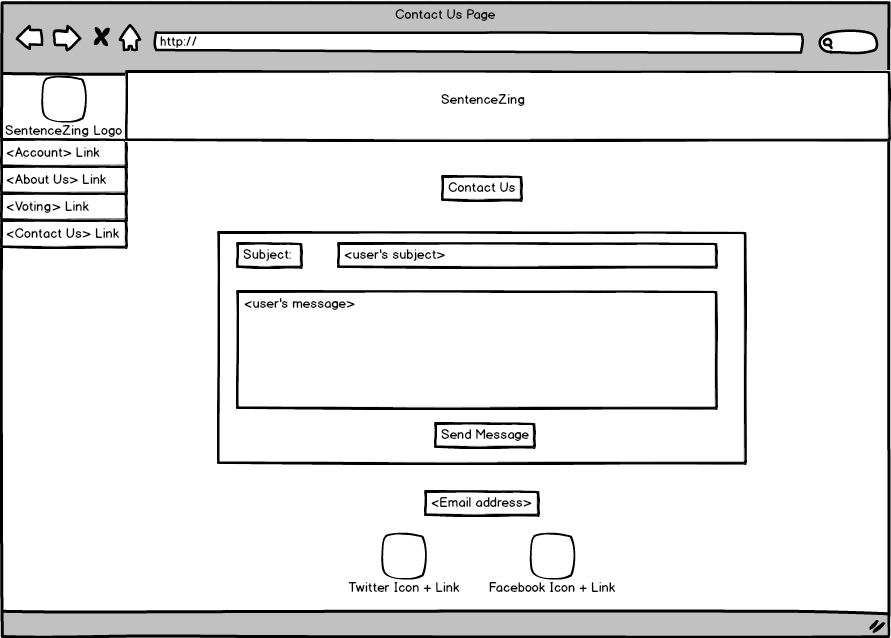 Contact Us Page
http://
SentenceZing
SentenceZing Logo
<Account> Link
<About Us> Link
<Voting> Link
<Contact Us> Link
Contact Us
Subject:
<user's subject>
<user's message>
Send Message
<Email address>
Twitter Icon + Link
Facebook Icon + Link